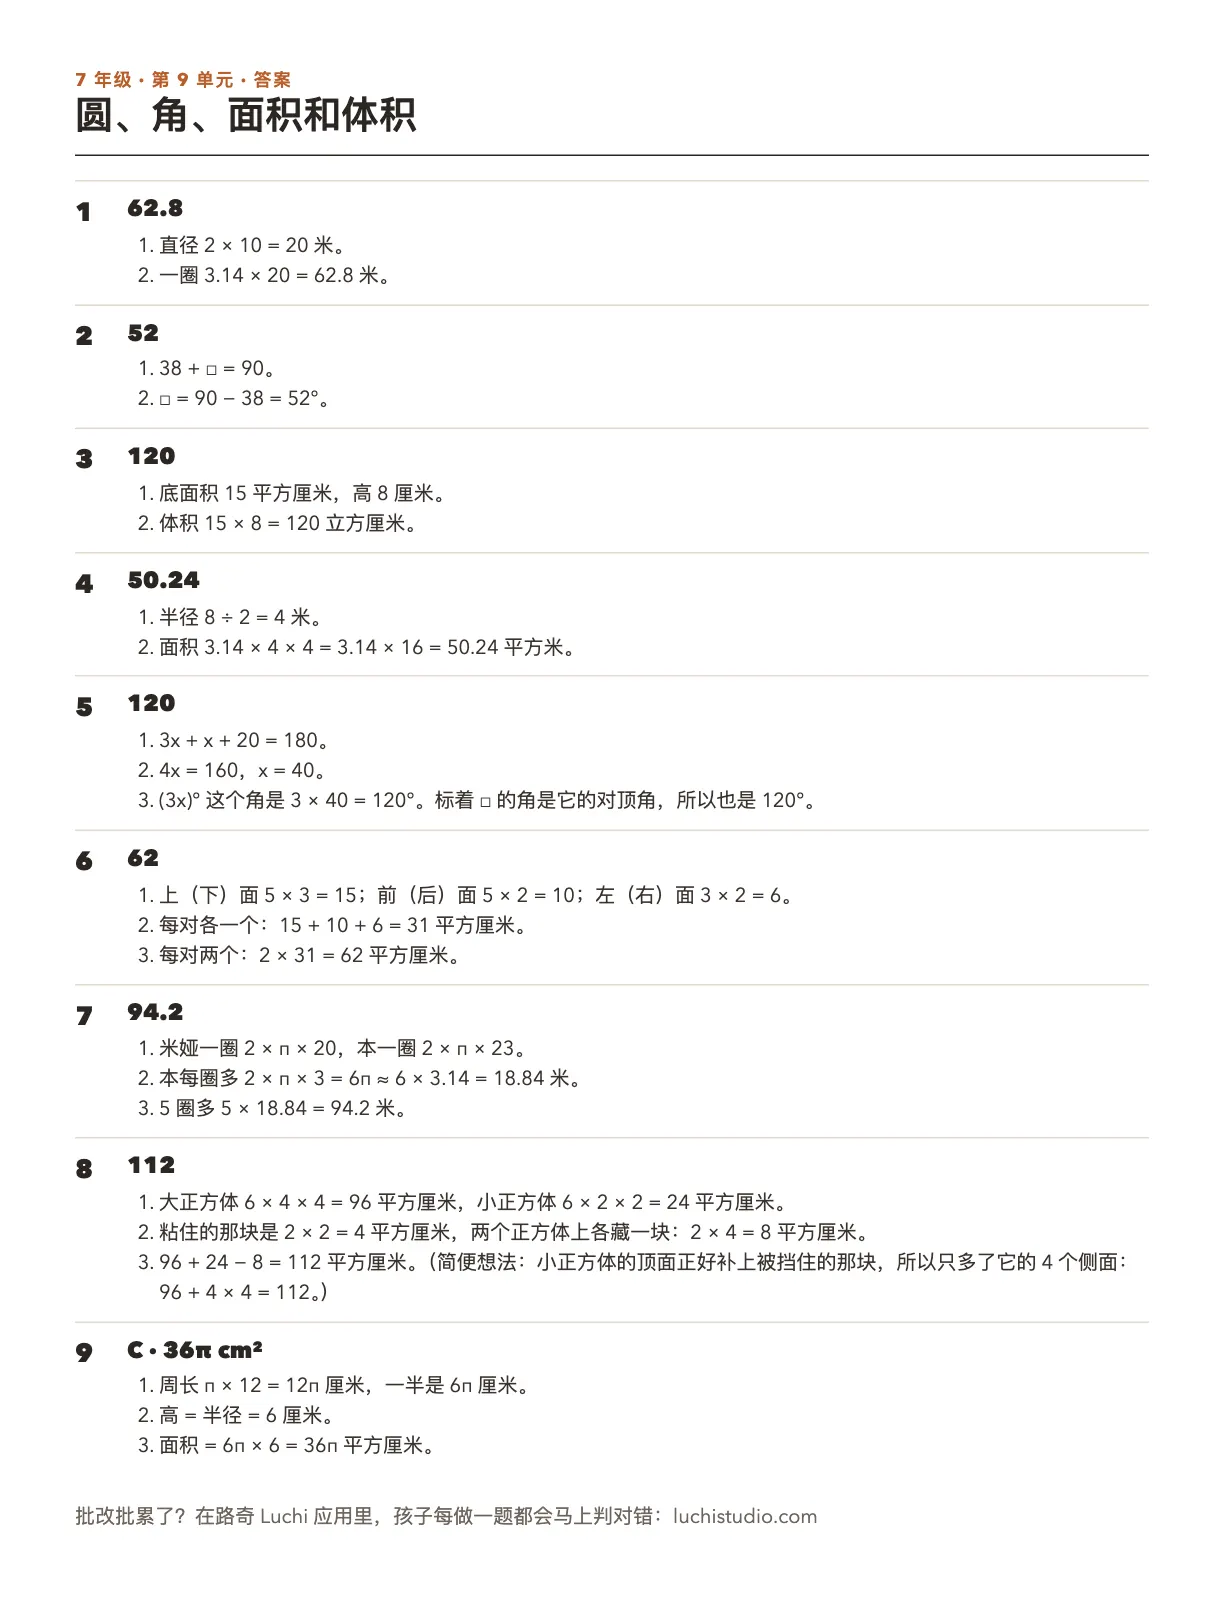 7 年级 · 第 9 单元 · 答案
圆、角、面积和体积
1 62.8
1. 直径 2 × 10 = 20 米。
2. 一圈 3.14 × 20 = 62.8 米。
2 52
1. 38 + □ = 90。
2. □ = 90 − 38 = 52°。
3 120
1. 底面积 15 平方厘米，高 8 厘米。
2. 体积 15 × 8 = 120 立方厘米。
4 50.24
1. 半径 8 ÷ 2 = 4 米。
2. 面积 3.14 × 4 × 4 = 3.14 × 16 = 50.24 平方米。
5 120
1. 3x + x + 20 = 180。
2. 4x = 160，x = 40。
3. (3x)° 这个角是 3 × 40 = 120°。标着 □ 的角是它的对顶角，所以也是 120°。
6 62
1. 上（下）面 5 × 3 = 15；前（后）面 5 × 2 = 10；左（右）面 3 × 2 = 6。
2. 每对各一个：15 + 10 + 6 = 31 平方厘米。
3. 每对两个：2 × 31 = 62 平方厘米。
7 94.2
1. 米娅一圈 2 × π × 20，本一圈 2 × π × 23。
2. 本每圈多 2 × π × 3 = 6π ≈ 6 × 3.14 = 18.84 米。
3. 5 圈多 5 × 18.84 = 94.2 米。
8 112
1. 大正方体 6 × 4 × 4 = 96 平方厘米，小正方体 6 × 2 × 2 = 24 平方厘米。
2. 粘住的那块是 2 × 2 = 4 平方厘米，两个正方体上各藏一块：2 × 4 = 8 平方厘米。
3. 96 + 24 − 8 = 112 平方厘米。（简便想法：小正方体的顶面正好补上被挡住的那块，所以只多了它的 4 个侧面：
96 + 4 × 4 = 112。）
9 C · 36π cm²
1. 周长 π × 12 = 12π 厘米，一半是 6π 厘米。
2. 高 = 半径 = 6 厘米。
3. 面积 = 6π × 6 = 36π 平方厘米。
批改批累了？在路奇 Luchi 应用里，孩子每做一题都会马上判对错：luchistudio.com